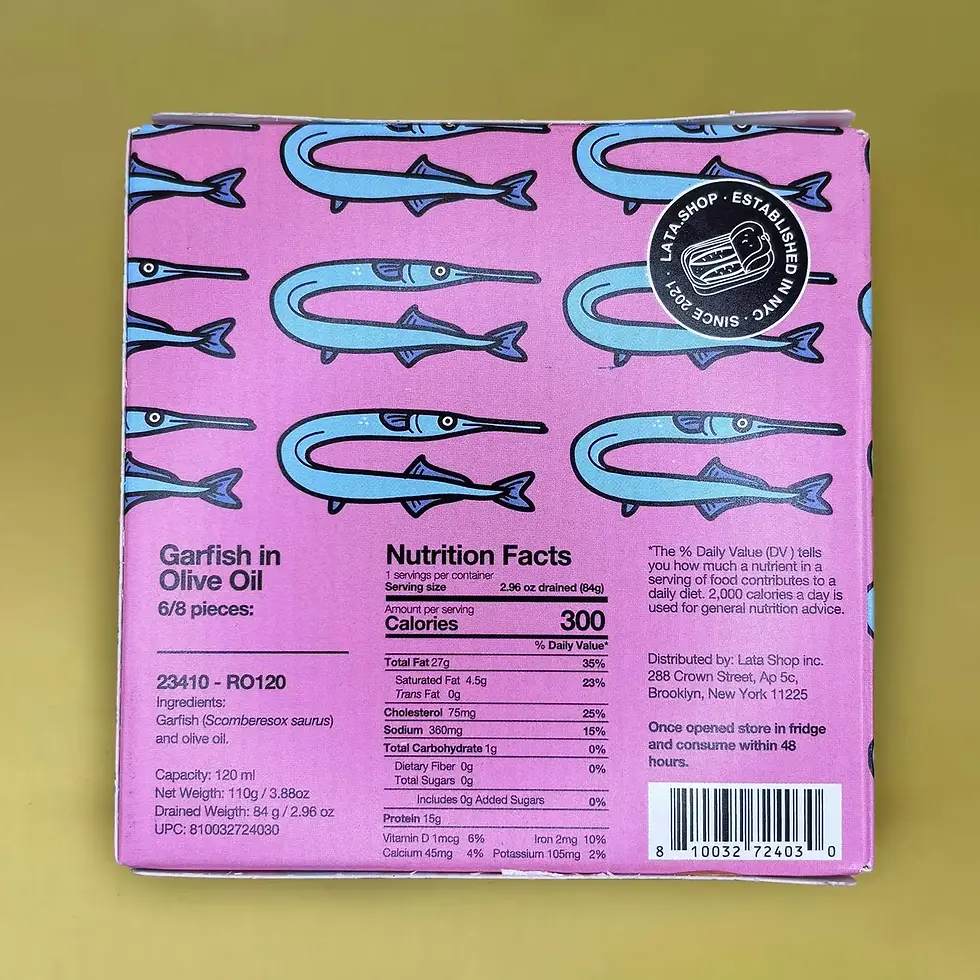 LATA.SHOP · ESTABLISHED IN NYC · SINCE 2021 ·
Garfish in
Olive Oil
6/8 pieces:
23410 - RO120
Ingredients:
Garfish (Scomberesox saurus)
and olive oil.
Capacity: 120 ml
Net Weigth: 110g / 3.88oz
Drained Weigth: 84 g / 2.96 oz
UPC: 810032724030
Nutrition Facts
1 servings per container
Serving size 2.96 oz drained (84g)
Amount per serving
Calories 300
% Daily Value*
Total Fat 27g 35%
Saturated Fat 4.5g 23%
Trans Fat 0g
Cholesterol 75mg 25%
Sodium 360mg 15%
Total Carbohydrate 1g 0%
Dietary Fiber 0g 0%
Total Sugars 0g
Includes 0g Added Sugars 0%
Protein 15g
Vitamin D 1mcg 6% Iron 2mg 10%
Calcium 45mg 4% Potassium 105mg 2%
*The % Daily Value (DV ) tells
you how much a nutrient in a
serving of food contributes to a
daily diet. 2,000 calories a day is
used for general nutrition advice.
Distributed by: Lata Shop inc.
288 Crown Street, Ap 5c,
Brooklyn, New York 11225
Once opened store in fridge
and consume within 48
hours.
8 10032 72403 0